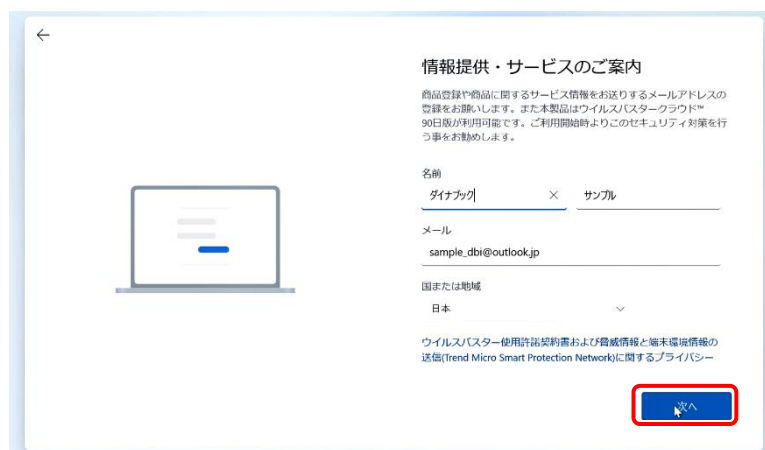 情報提供・サービスのご案内
商品登録や商品に関するサービス情報をお送りするメールアドレスの
登録をお願いします。また本製品はウイルスバスタークラウド™
90日版が利用可能です。ご利用開始時よりこのセキュリティ対策を行
う事をお勧めします。
名前
ダイナブック サンプル
メール
sample_dbi@outlook.jp
国または地域
日本
ウイルスバスター使用許諾契約書および脅威情報と端末環境情報の
送信(Trend Micro Smart Protection Network)に関するプライバシー
次へ